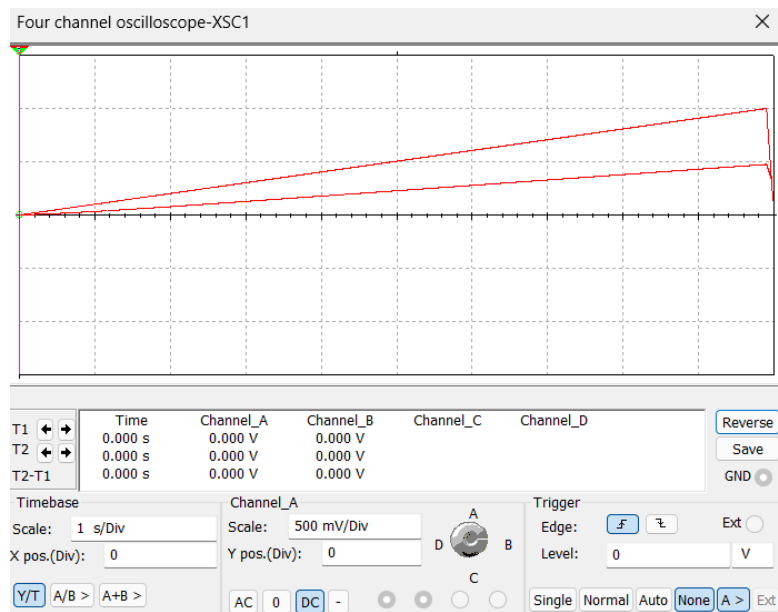 Four channel oscilloscope-XSC1
T1
T2
T2-T1
Time Channel_A Channel_B Channel_C Channel_D
0.000 s 0.000 V 0.000 V
0.000 s 0.000 V 0.000 V
0.000 s 0.000 V 0.000 V
Reverse
Save
GND
Timebase
Scale: 1 s/Div
X pos.(Div): 0
Y/T A/B > A+B >
Channel_A
Scale: 500 mV/Div
Y pos.(Div): 0
AC 0 DC -
A
D B
C
Trigger
Edge: Ext
Level: 0 V
Single Normal Auto None A > Ext